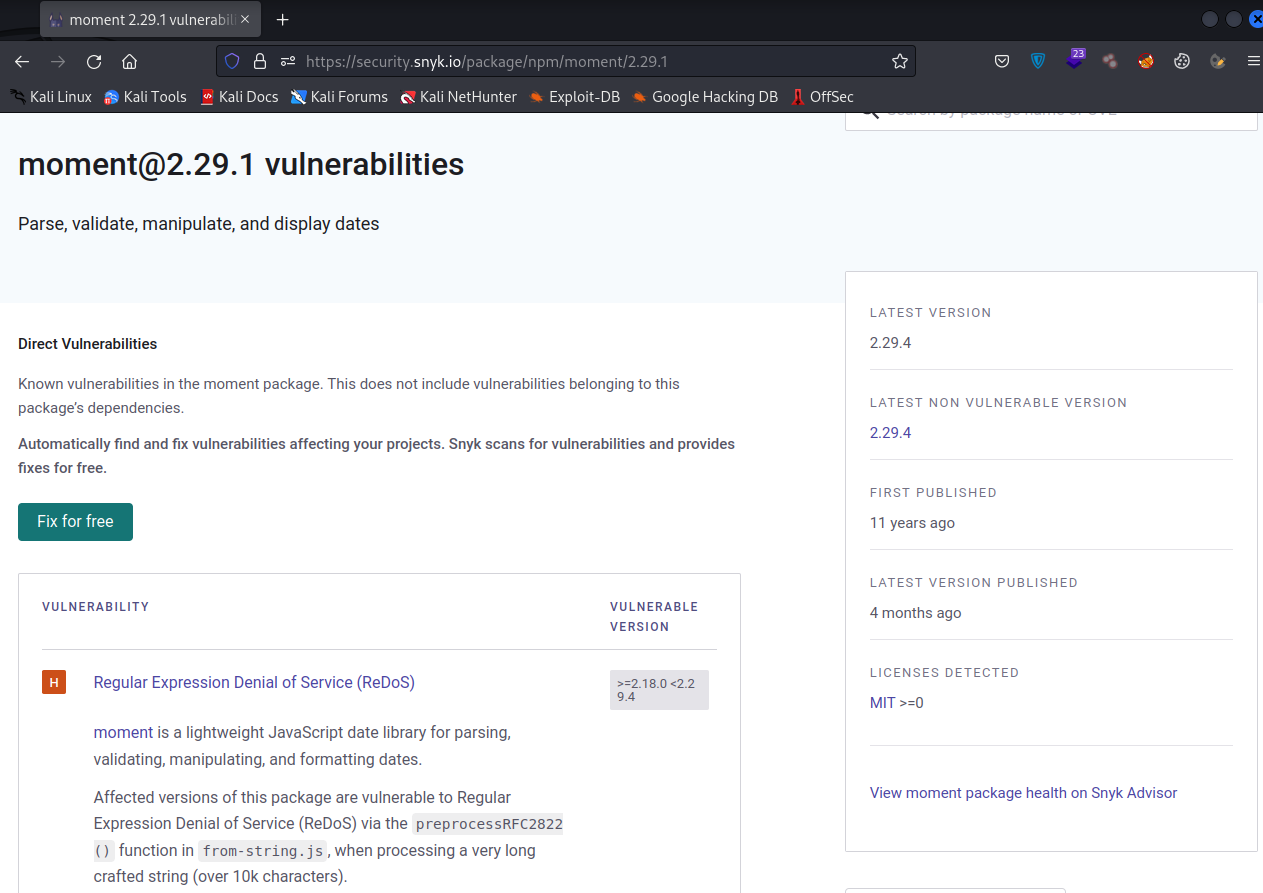 moment 2.29.1 vulnerabili
https://security.snyk.io/package/npm/moment/2.29.1
23
Kali Linux
Kali Tools
Kali Docs
Kali Forums
Kali NetHunter
Exploit-DB
Google Hacking DB
OffSec
Search by package name or CVE
moment@2.29.1 vulnerabilities
Parse, validate, manipulate, and display dates
Direct Vulnerabilities
Known vulnerabilities in the moment package. This does not include vulnerabilities belonging to this
package's dependencies.
Automatically find and fix vulnerabilities affecting your projects. Snyk scans for vulnerabilities and provides
fixes for free.
Fix for free
VULNERABILITY
VULNERABLE
VERSION
H
Regular Expression Denial of Service (ReDoS)
>=2.18.0 <2.2
9.4
moment is a lightweight JavaScript date library for parsing,
validating, manipulating, and formatting dates.
Affected versions of this package are vulnerable to Regular
Expression Denial of Service (ReDoS) via the preprocessRFC2822
() function in from-string.js, when processing a very long
crafted string (over 10k characters).
LATEST VERSION
2.29.4
LATEST NON VULNERABLE VERSION
2.29.4
FIRST PUBLISHED
11 years ago
LATEST VERSION PUBLISHED
4 months ago
LICENSES DETECTED
MIT >=0
View moment package health on Snyk Advisor